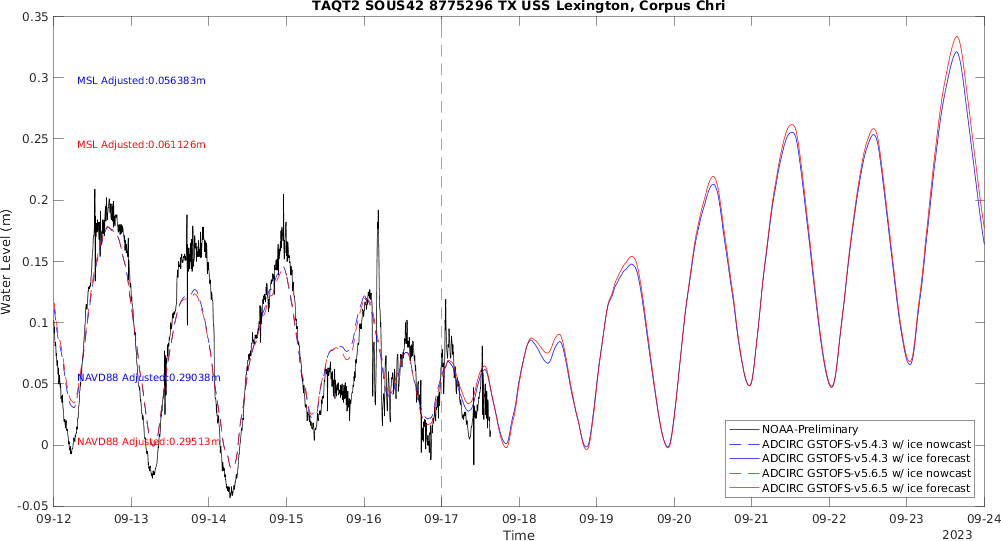 TAQT2 SOUS42 8775296 TX USS Lexington, Corpus Chri
0.35
0.3
0.25
0.2
0.15
0.1
0.05
0
-0.05
Water Level (m)
MSL Adjusted:0.056383m
MSL Adjusted:0.061126m
NAVD88 Adjusted:0.29038m
NAVD88 Adjusted:0.29513m
NOAA-Preliminary
ADCIRC GSTOFS-v5.4.3 w/ ice nowcast
ADCIRC GSTOFS-v5.4.3 w/ ice forecast
ADCIRC GSTOFS-v5.6.5 w/ ice nowcast
ADCIRC GSTOFS-v5.6.5 w/ ice forecast
09-12 09-13 09-14 09-15 09-16 09-17 09-18 09-19 09-20 09-21 09-22 09-23 09-24
Time
2023